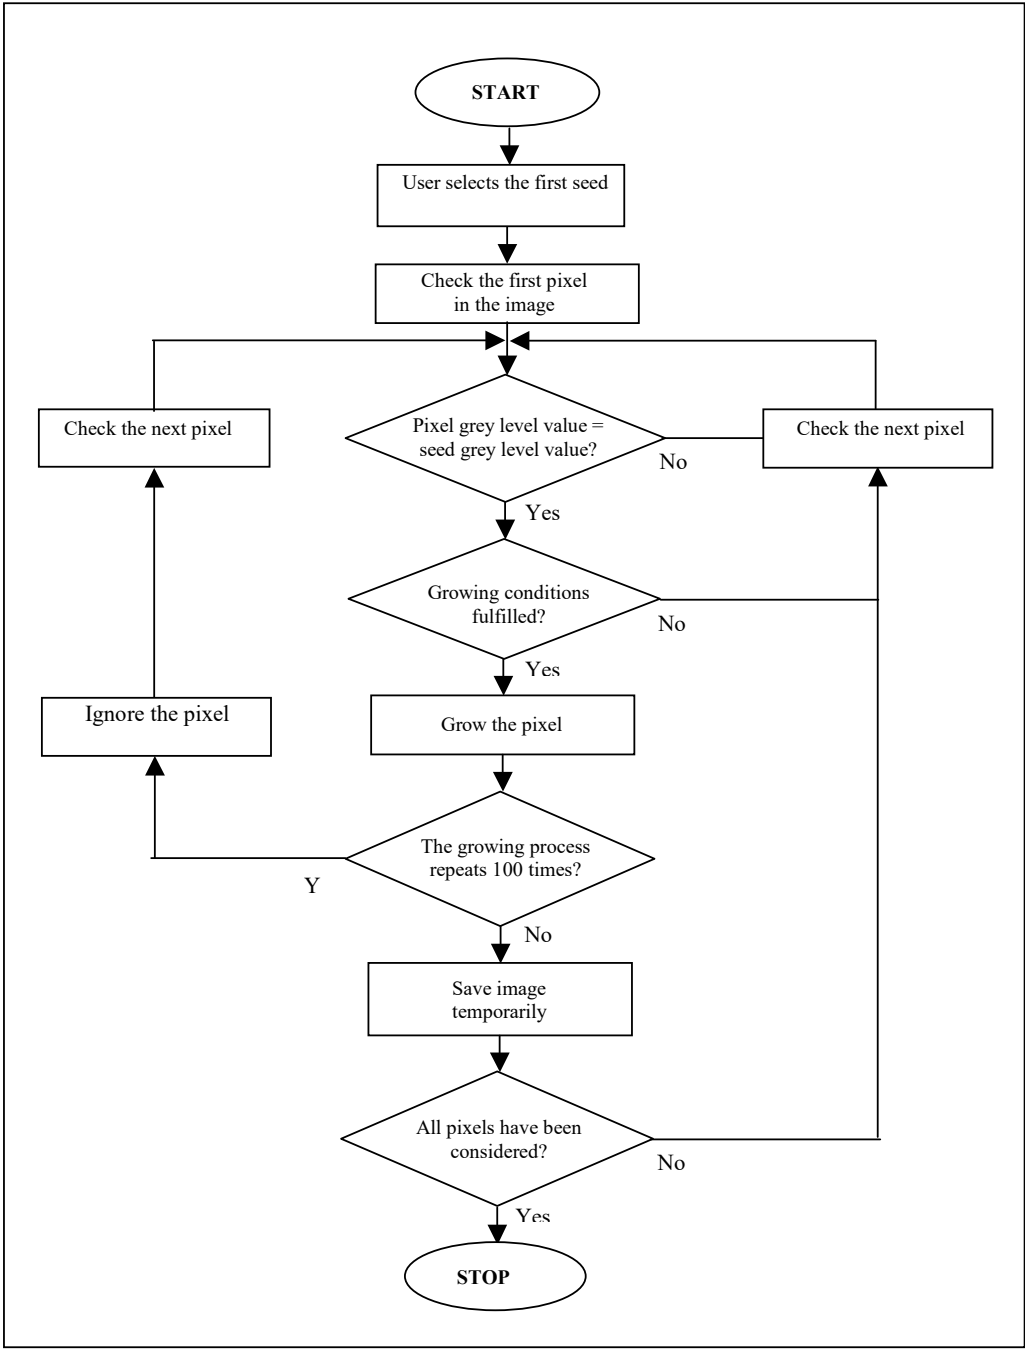 START
User selects the first seed
Check the first pixel
in the image
Check the next pixel
Pixel grey level value =
seed grey level value?
No
Check the next pixel
Yes
Growing conditions
fulfilled?
No
Yes
Ignore the pixel
Grow the pixel
The growing process
repeats 100 times?
Y
No
Save image
temporarily
All pixels have been
considered?
No
Yes
STOP